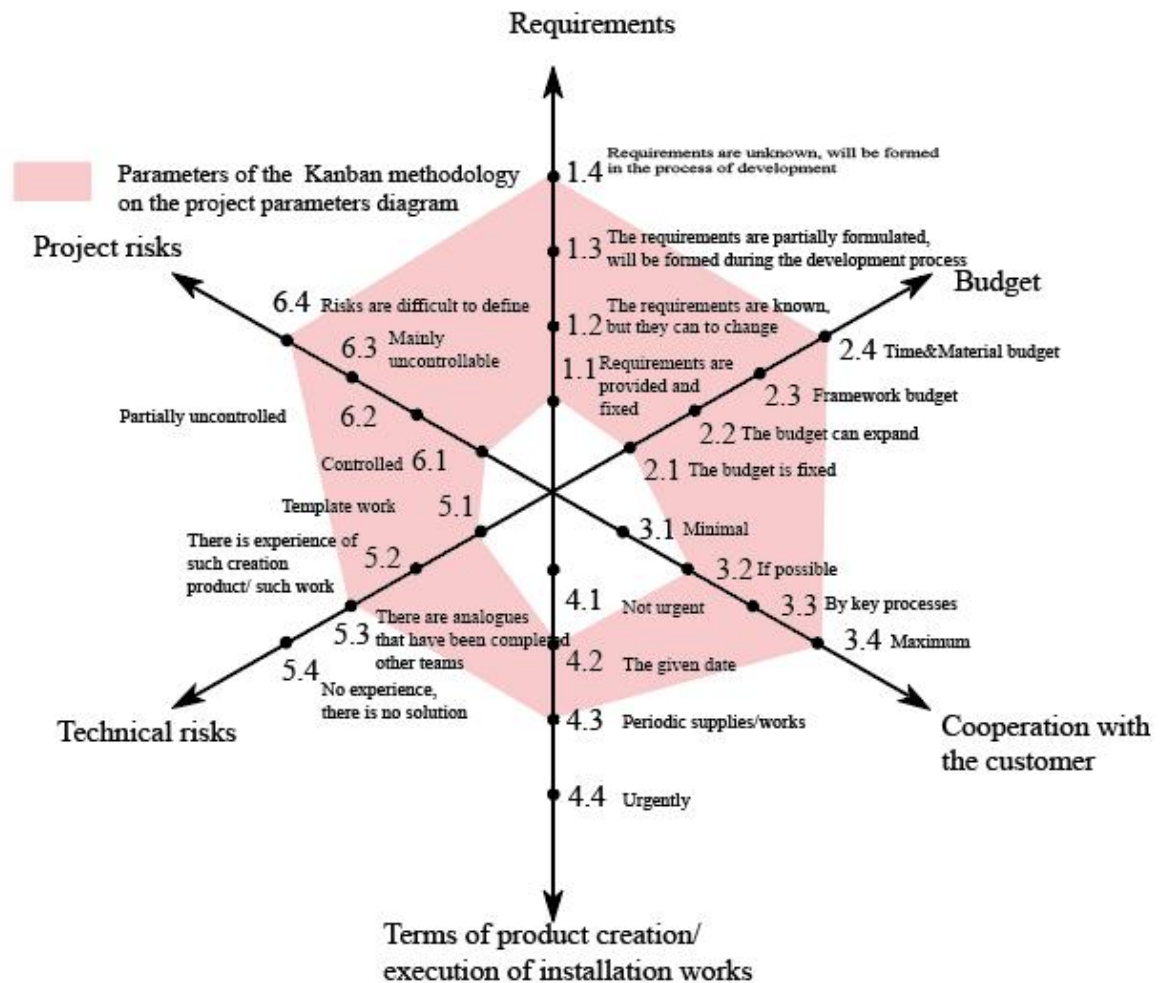 Requirements
1.4
Requirements are unknown, will be formed
in the process of development
Parameters of the Kanban methodology
on the project parameters diagram
Project risks
1.3
The requirements are partially formulated,
will be formed during the development process
Budget
6.4
Risks are difficult to define
1.2
The requirements are known,
but they can to change
6.3
Mainly
uncontrollable
2.4
Time&Material budget
1.1
Requirements are
provided and
fixed
2.3
Framework budget
Partially uncontrolled
6.2
2.2
The budget can expand
Controlled
6.1
2.1
The budget is fixed
Template work
5.1
3.1
Minimal
There is experience of
such creation
product/ such work
5.2
3.2
If possible
4.1
Not urgent
3.3
By key processes
5.3
There are analogues
that have been completed
other teams
3.4
Maximum
4.2
The given date
5.4
No experience,
there is no solution
4.3
Periodic supplies/works
Technical risks
Cooperation with
the customer
4.4
Urgently
Terms of product creation/
execution of installation works